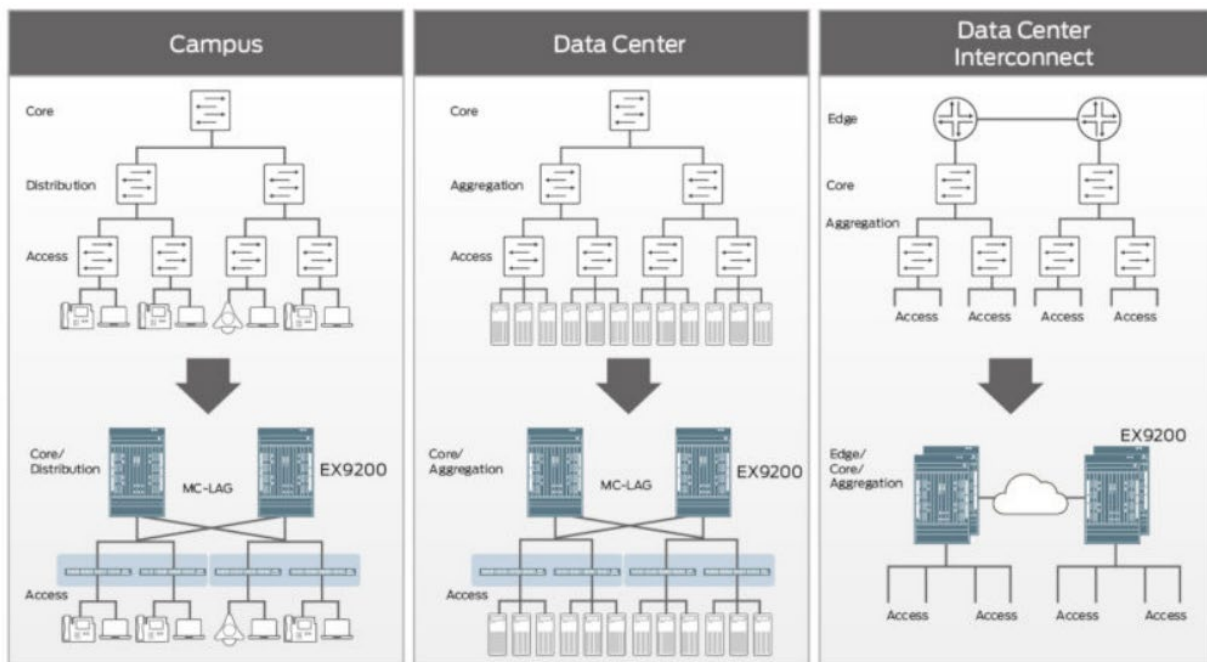 Campus
Core
Distribution
Access
Core/
Distribution
MC-LAG
EX9200
Access
Data Center
Core
Aggregation
Access
Core/
Aggregation
MC-LAG
EX9200
Access
Data Center
Interconnect
Edge
Core
Aggregation
Access Access Access Access
EX9200
Edge/
Core/
Aggregation
Access Access Access Access